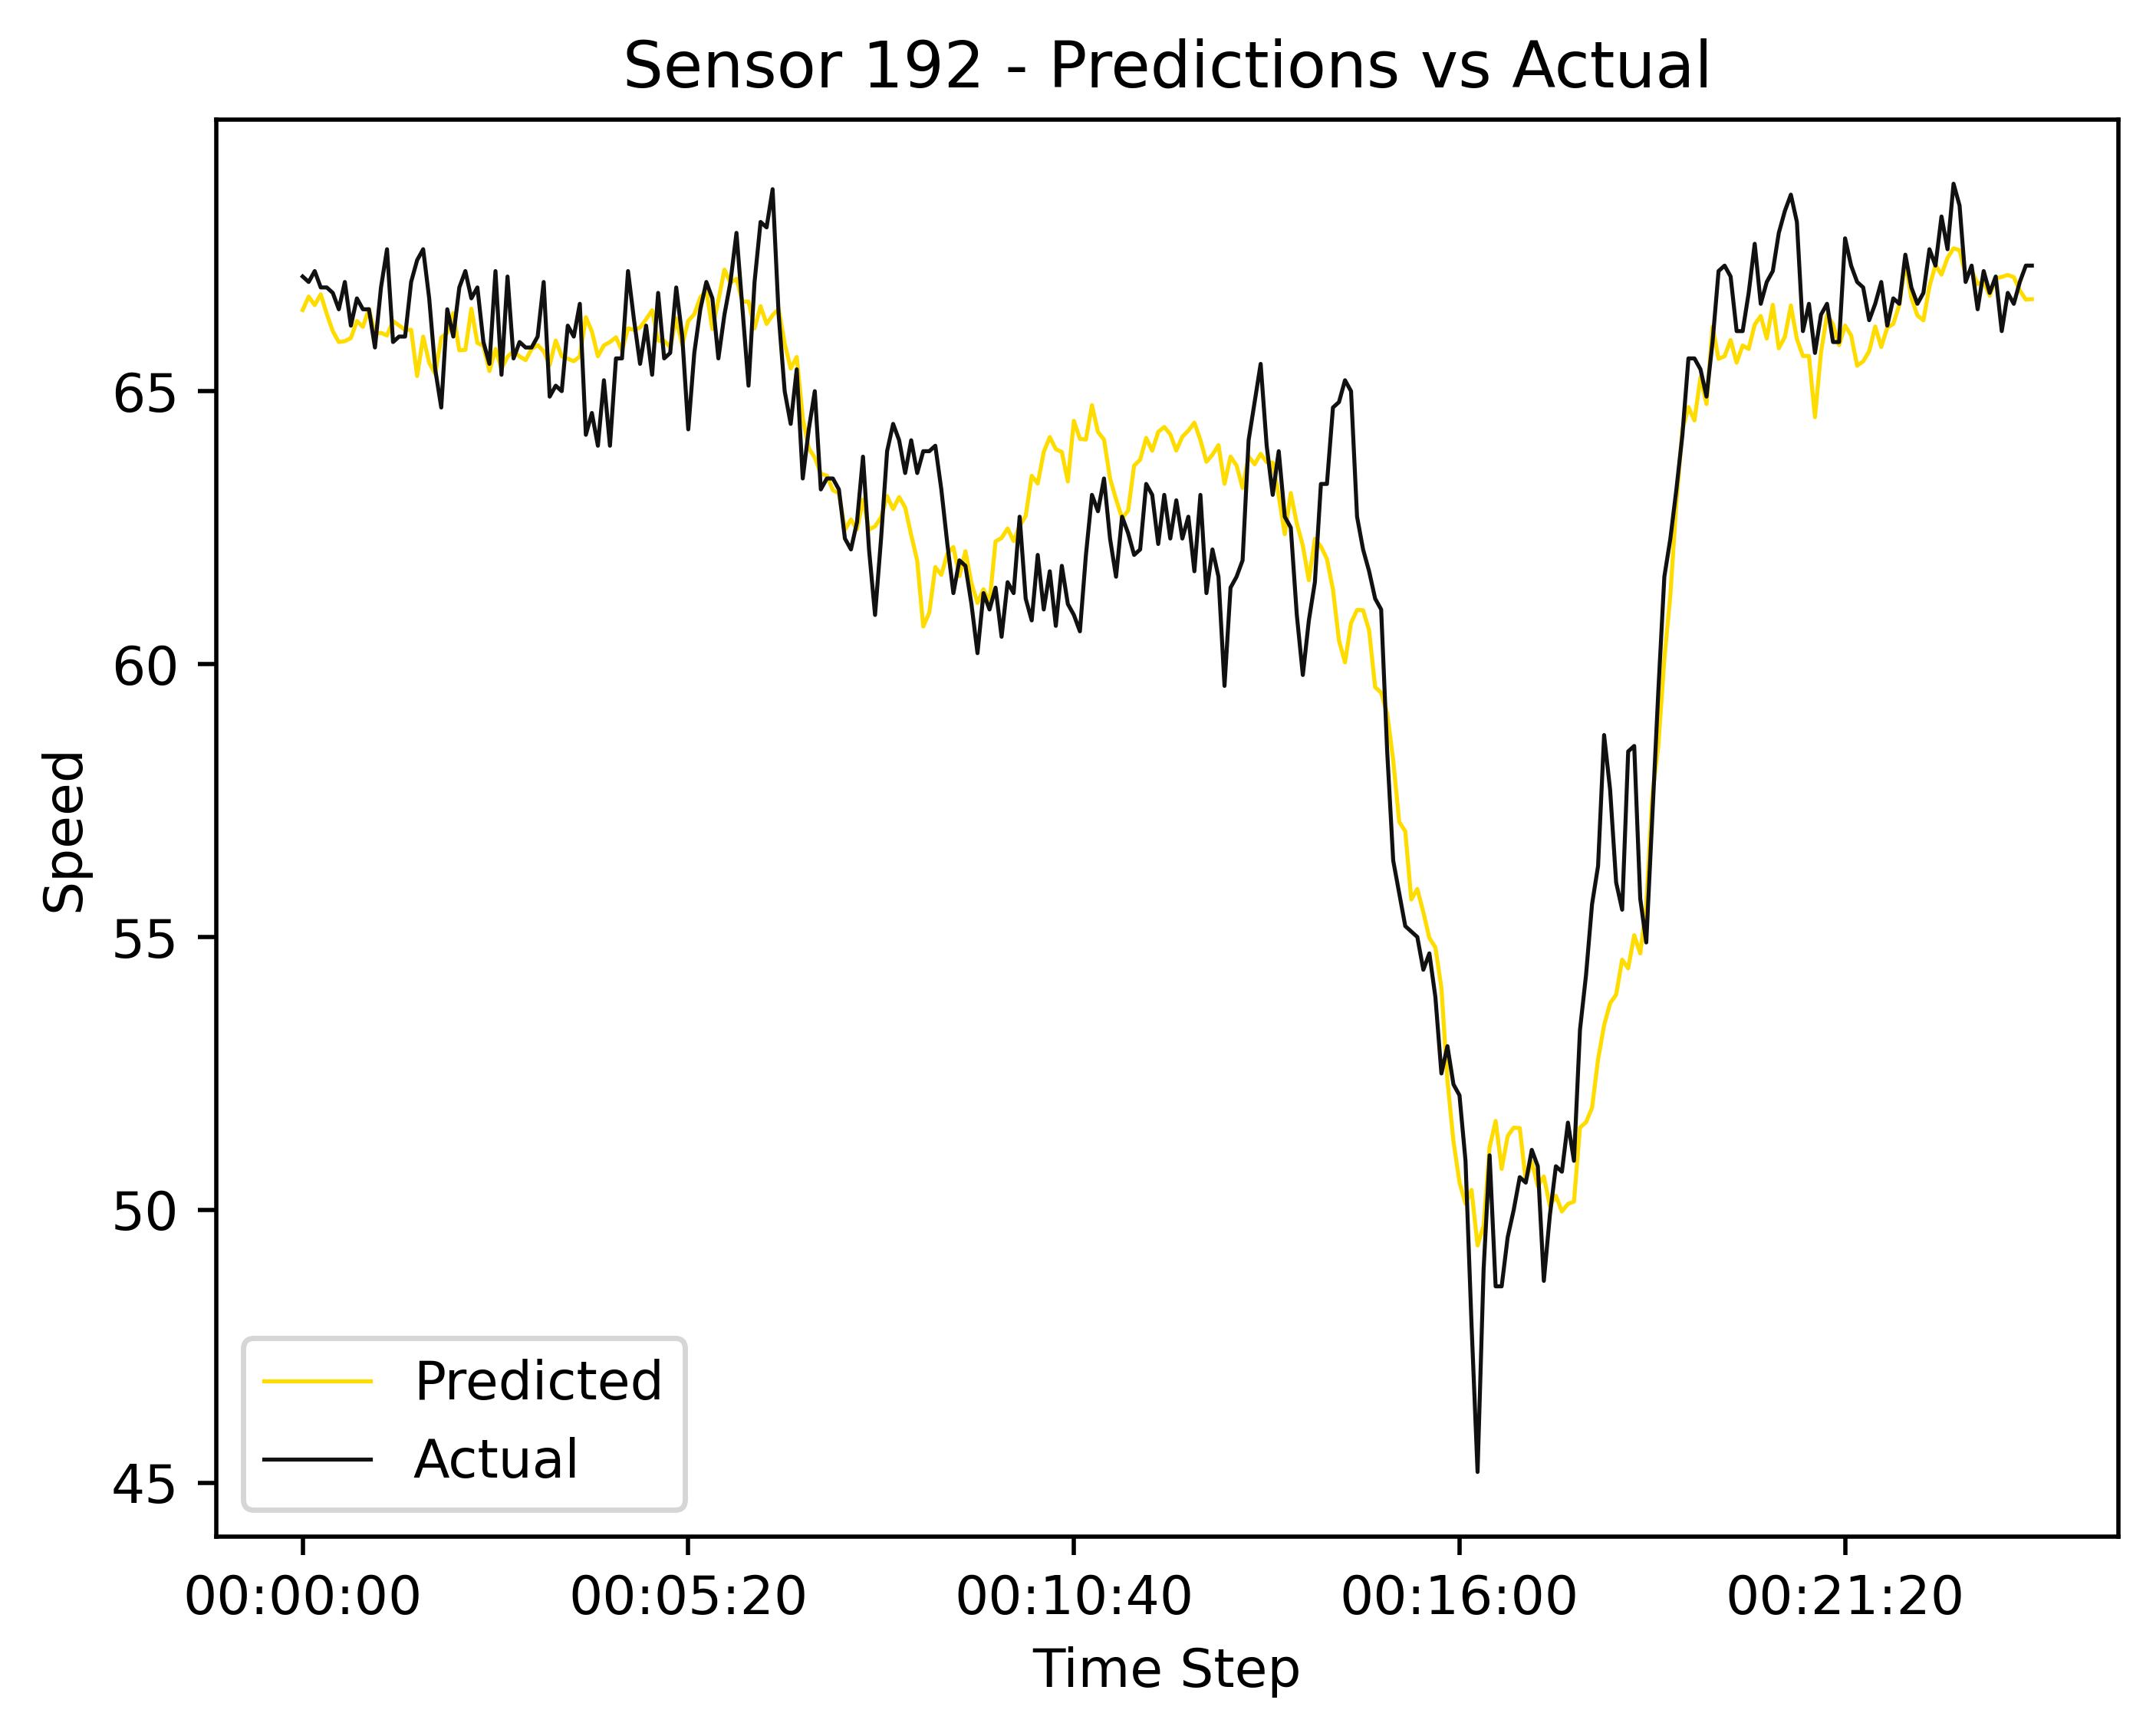 Sensor 192 - Predictions vs Actual
65
60
55
50
45
Speed
Predicted
Actual
00:00:00 00:05:20 00:10:40 00:16:00 00:21:20
Time Step